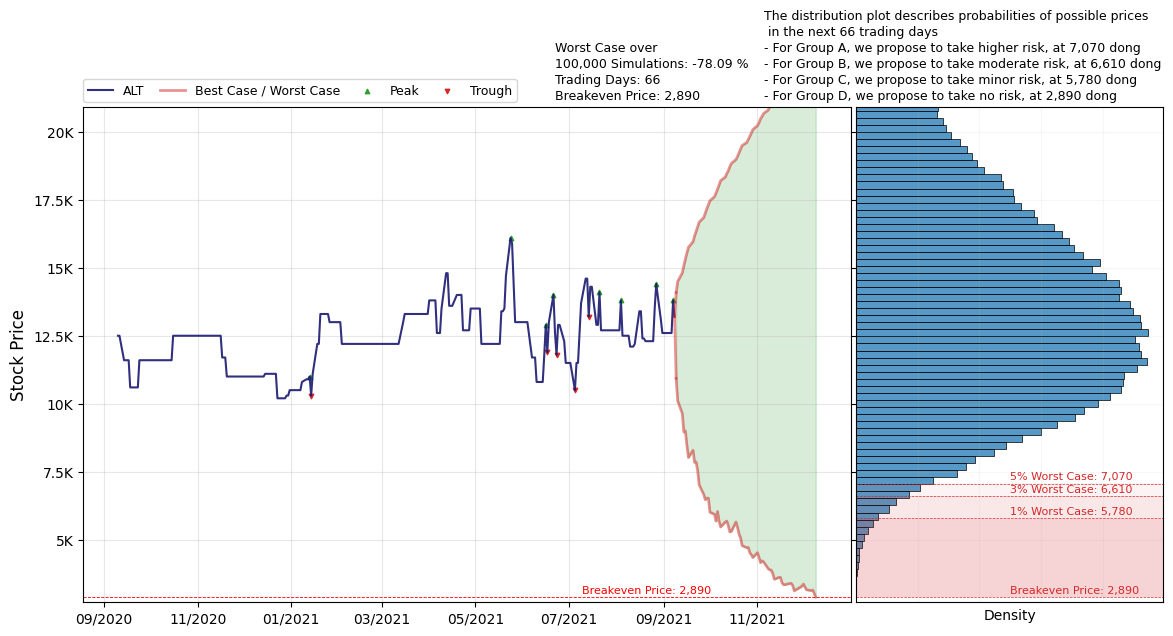 The distribution plot describes probabilities of possible prices
in the next 66 trading days
- For Group A, we propose to take higher risk, at 7,070 dong
- For Group B, we propose to take moderate risk, at 6,610 dong
- For Group C, we propose to take minor risk, at 5,780 dong
- For Group D, we propose to take no risk, at 2,890 dong
Worst Case over
100,000 Simulations: -78.09 %
Trading Days: 66
Breakeven Price: 2,890
ALT
Best Case / Worst Case
Peak
Trough
Stock Price
20K
17.5K
15K
12.5K
10K
7.5K
5K
Breakeven Price: 2,890
09/2020
11/2020
01/2021
03/2021
05/2021
07/2021
09/2021
11/2021
5% Worst Case: 7,070
3% Worst Case: 6,610
1% Worst Case: 5,780
Breakeven Price: 2,890
Density